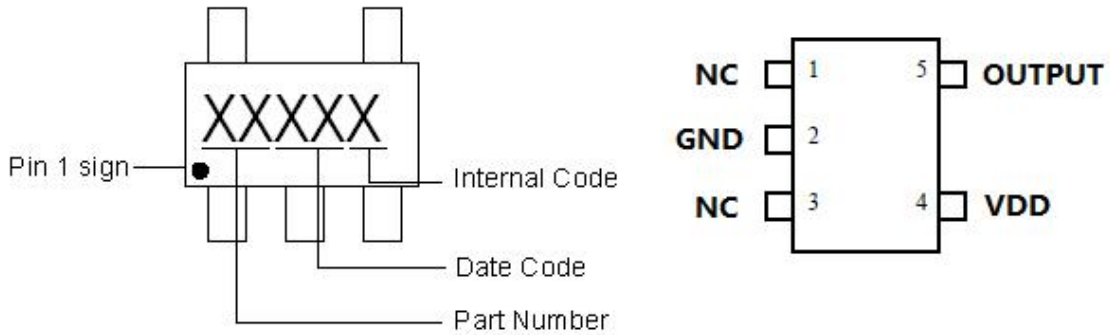 XXXXX
Pin 1 sign
Internal Code
Date Code
Part Number
NC 1 5 OUTPUT
GND 2
NC 3 4 VDD